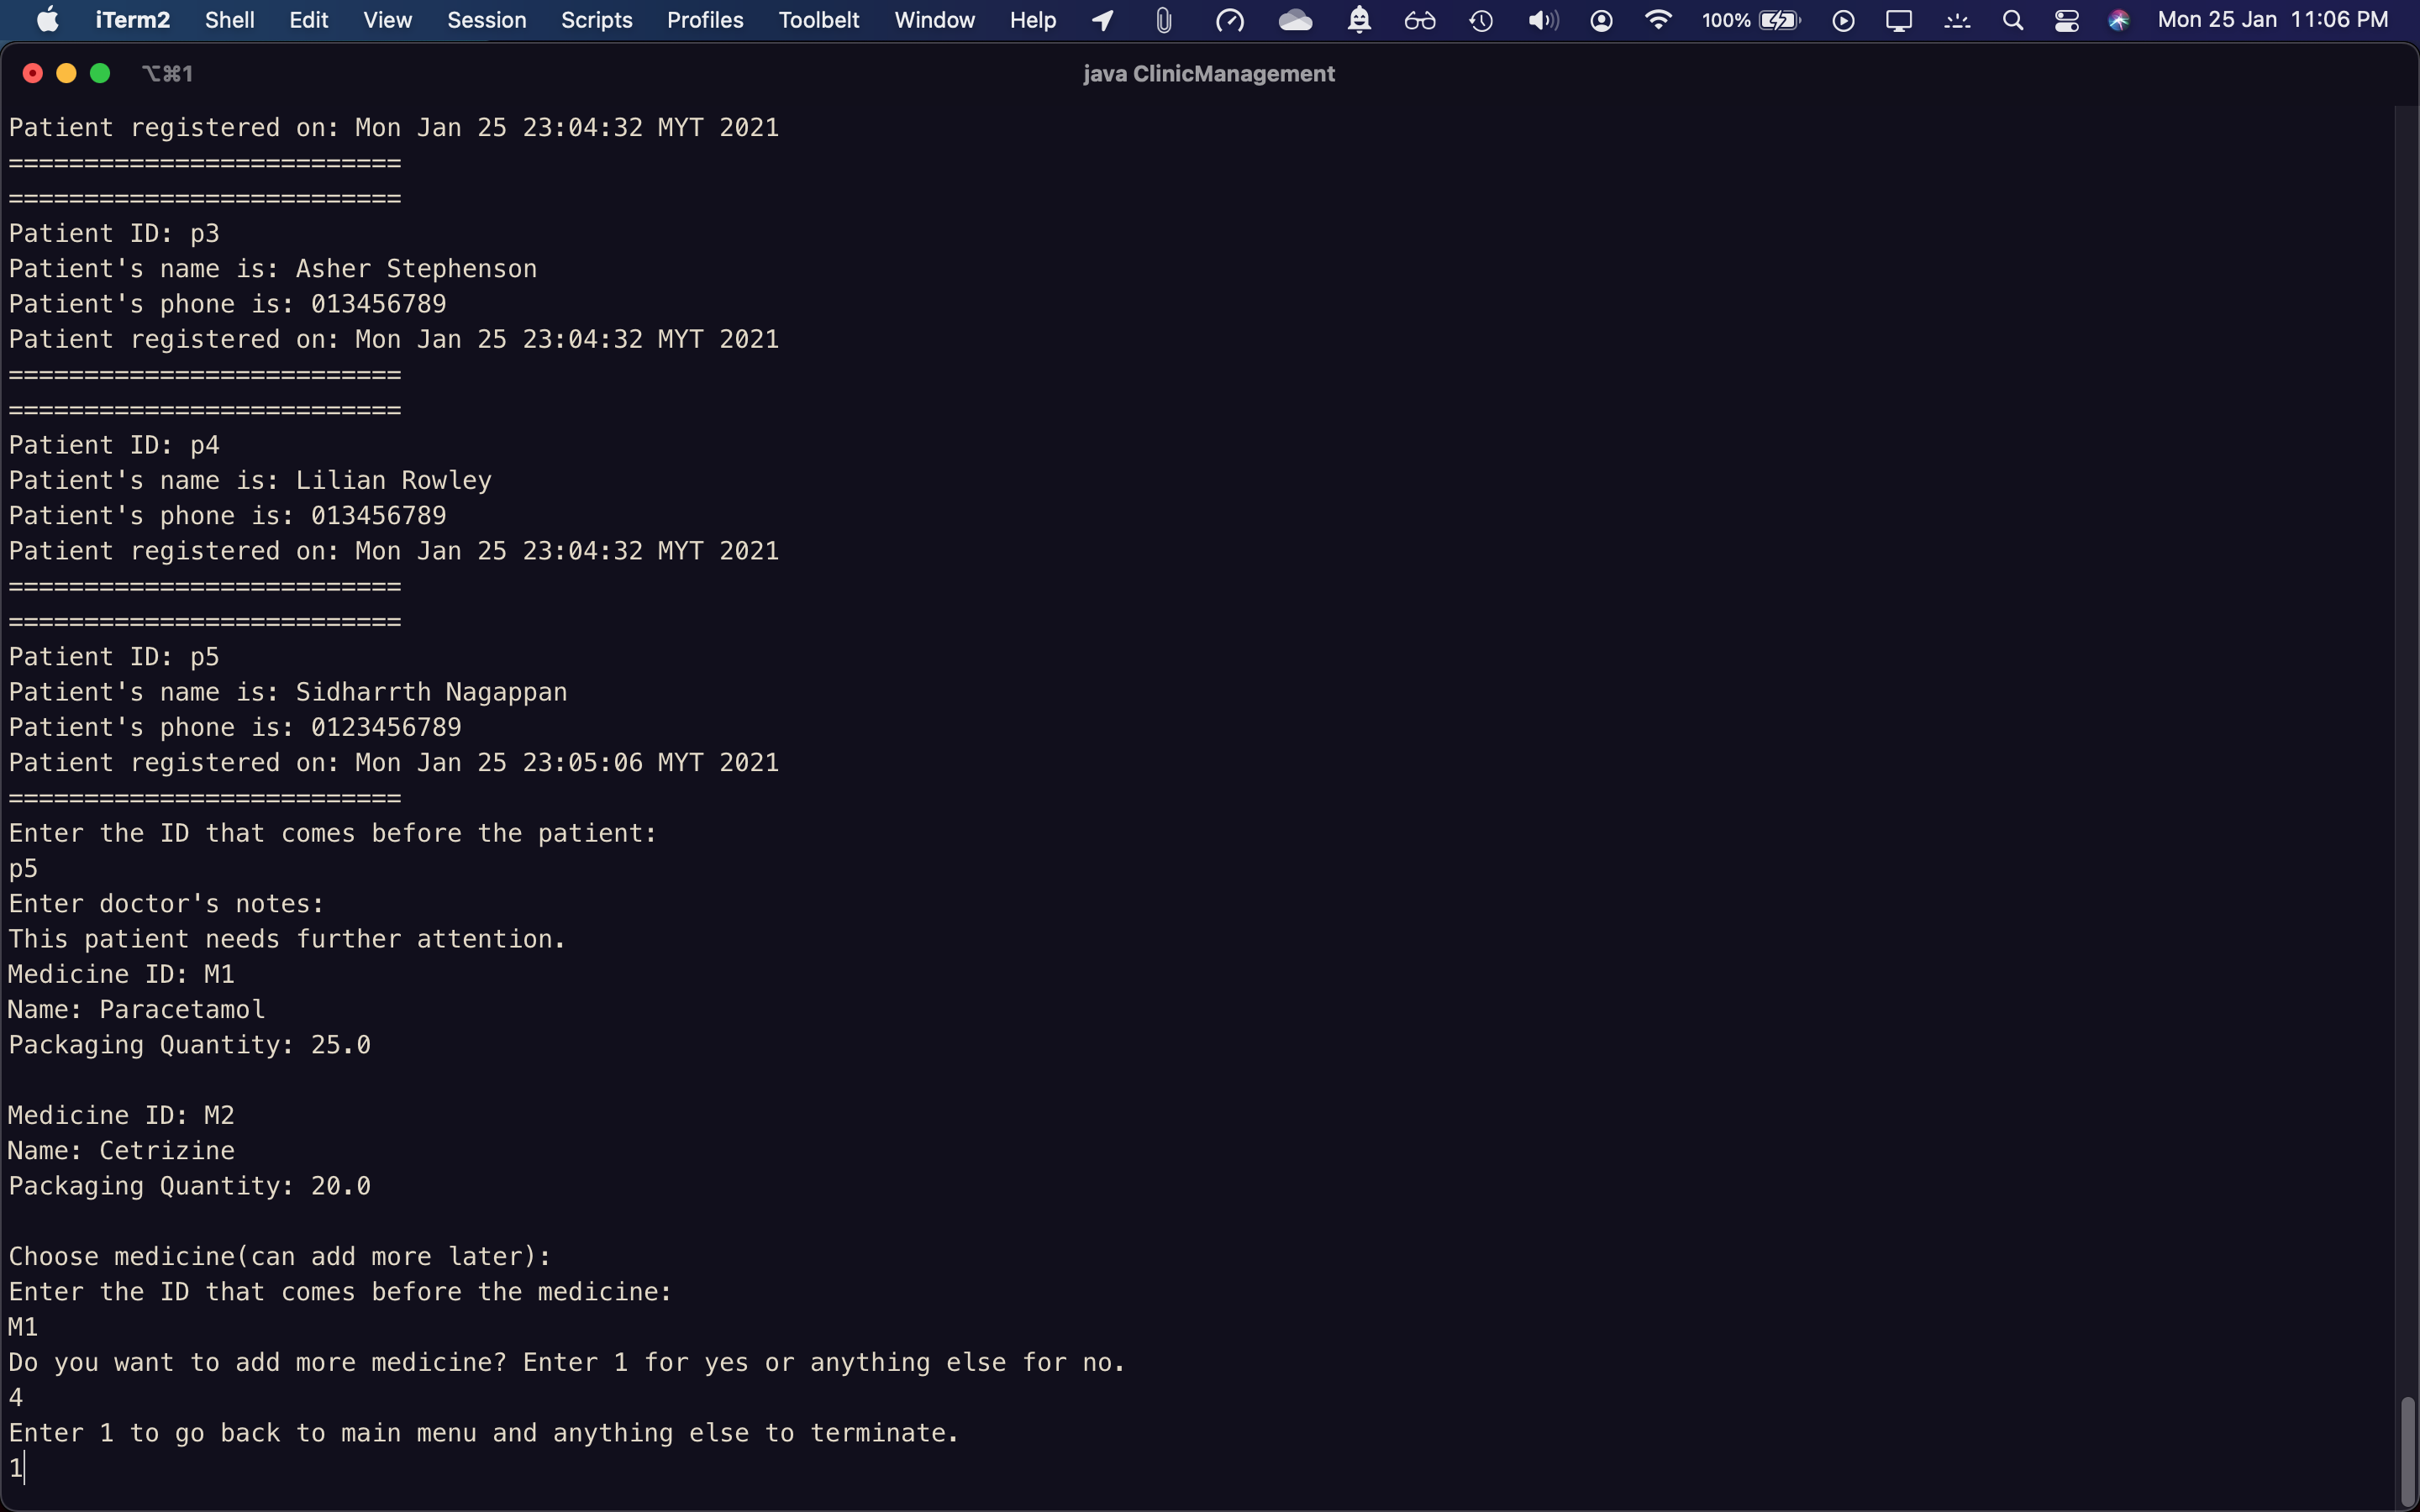 iTerm2 Shell Edit View Session Scripts Profiles Toolbelt Window Help 100% Mon 25 Jan 11:06 PM
⌥⌘1 java ClinicManagement
Patient registered on: Mon Jan 25 23:04:32 MYT 2021
==========================
==========================
Patient ID: p3
Patient's name is: Asher Stephenson
Patient's phone is: 013456789
Patient registered on: Mon Jan 25 23:04:32 MYT 2021
==========================
==========================
Patient ID: p4
Patient's name is: Lilian Rowley
Patient's phone is: 013456789
Patient registered on: Mon Jan 25 23:04:32 MYT 2021
==========================
==========================
Patient ID: p5
Patient's name is: Sidharrth Nagappan
Patient's phone is: 0123456789
Patient registered on: Mon Jan 25 23:05:06 MYT 2021
==========================
Enter the ID that comes before the patient:
p5
Enter doctor's notes:
This patient needs further attention.
Medicine ID: M1
Name: Paracetamol
Packaging Quantity: 25.0
Medicine ID: M2
Name: Cetrizine
Packaging Quantity: 20.0
Choose medicine(can add more later):
Enter the ID that comes before the medicine:
M1
Do you want to add more medicine? Enter 1 for yes or anything else for no.
4
Enter 1 to go back to main menu and anything else to terminate.
1